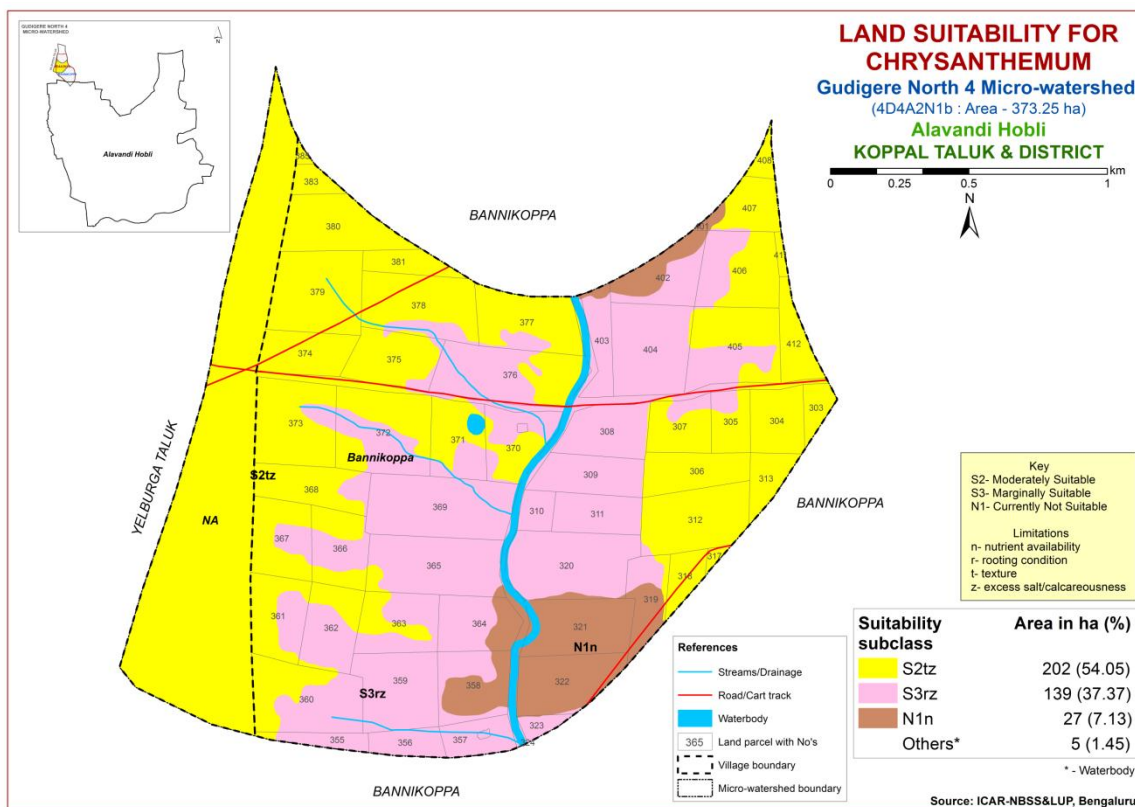 GUDIGERE NORTH 4
MICRO-WATERSHED
N
Alavandi Hobli
LAND SUITABILITY FOR
CHRYSANTHEMUM
Gudigere North 4 Micro-watershed
(4D4A2N1b : Area - 373.25 ha)
Alavandi Hobli
KOPPAL TALUK & DISTRICT
km
0 0.25 0.5 1
N
BANNIKOPPA
383
380
381
379
378
377
374
375
376
408
407
401
402
406
403
404
405
412
373
372
371
370
Bannikoppa
308
307
305
304
303
S2tz
368
369
309
306
313
310
311
312
BANNIKOPPA
YELBURGA TALUK
NA
367
366
365
320
317
316
319
361
362
363
364
321
N1n
322
359
358
S3rz
360
323
355
356
357
BANNIKOPPA
Key
S2- Moderately Suitable
S3- Marginally Suitable
N1- Currently Not Suitable
Limitations
n- nutrient availability
r- rooting condition
t- texture
z- excess salt/calcareousness
References
Streams/Drainage
Road/Cart track
Waterbody
365 Land parcel with No's
Village boundary
Micro-watershed boundary
Suitability subclass Area in ha (%)
S2tz 202 (54.05)
S3rz 139 (37.37)
N1n 27 (7.13)
Others* 5 (1.45)
* - Waterbody
Source: ICAR-NBSS&LUP, Bengaluru